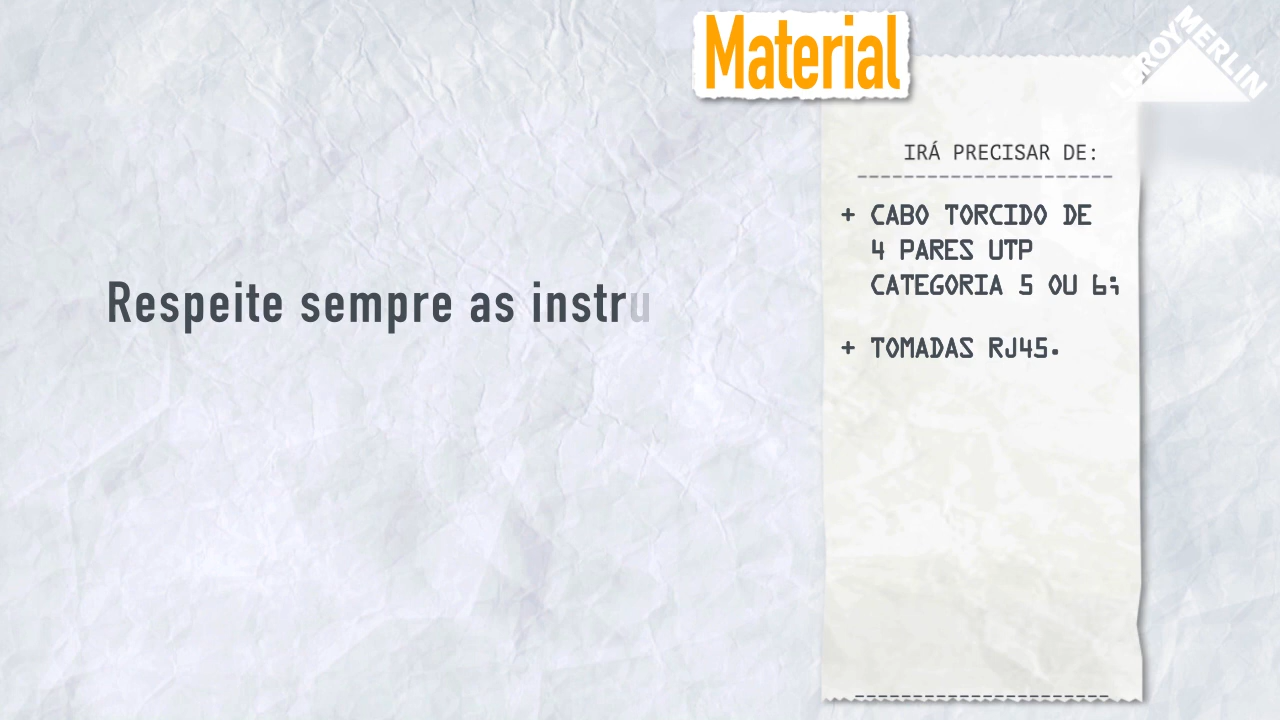 Material
LEROY MERLIN
IRÁ PRECISAR DE:
+ CABO TORCIDO DE
4 PARES UTP
CATEGORIA 5 OU 6;
+ TOMADAS RJ45.
Respeite sempre as instru